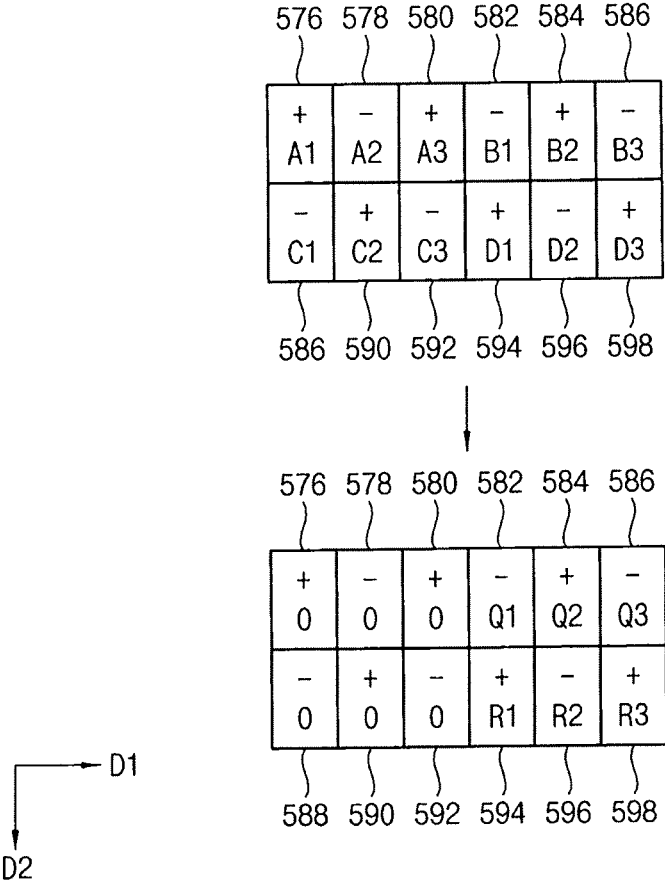 576 578 580 582 584 586
+ − + − + −
A1 A2 A3 B1 B2 B3
− + − + − +
C1 C2 C3 D1 D2 D3
586 590 592 594 596 598
576 578 580 582 584 586
+ − + − + −
0 0 0 Q1 Q2 Q3
− + − + − +
0 0 0 R1 R2 R3
D1
588 590 592 594 596 598
D2